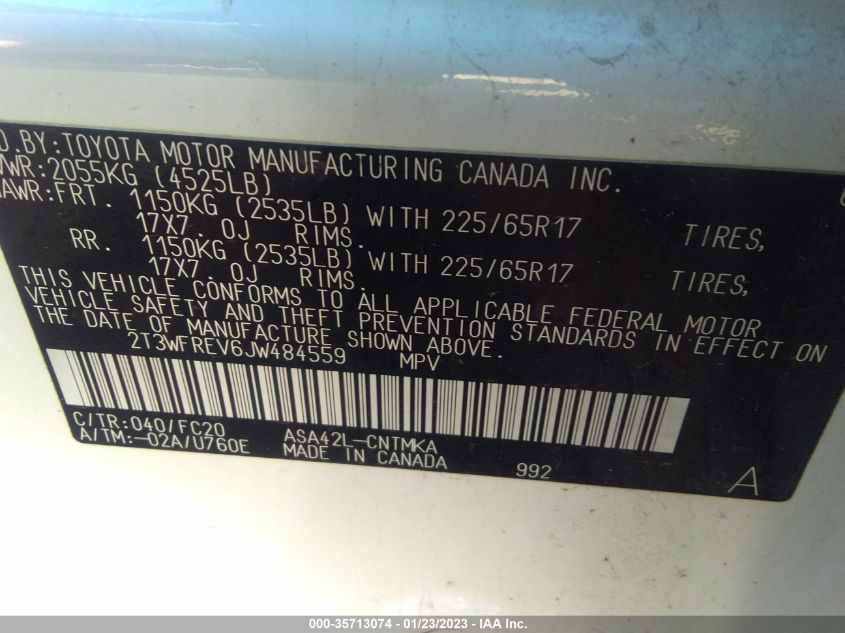 D.BY:TOYOTA MOTOR MANUFACTURING CANADA INC.
WR:2055KG (4525LB)
AWR:FRT. 1150KG (2535LB) WITH 225/65R17 TIRES,
17X7.0J RIMS.
RR. 1150KG (2535LB) WITH 225/65R17 TIRES,
17X7 0J RIMS.
THIS VEHICLE CONFORMS TO ALL APPLICABLE FEDERAL MOTOR
VEHICLE SAFETY AND THEFT PREVENTION STANDARDS IN EFFECT ON
THE DATE OF MANUFACTURE SHOWN ABOVE.
2T3WFREV6JW484559 MPV
C/TR:040/FC20 ASA42L-CNTMKA
A/TM:-02A/U760E MADE IN CANADA 992 A
000-35713074 - 01/23/2023 - IAA Inc.